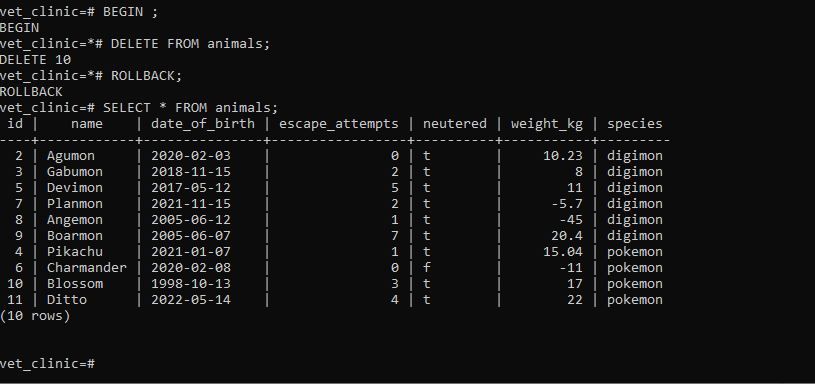 vet_clinic=# BEGIN ;
BEGIN
vet_clinic=*# DELETE FROM animals;
DELETE 10
vet_clinic=*# ROLLBACK;
ROLLBACK
vet_clinic=# SELECT * FROM animals;
 id |    name    | date_of_birth | escape_attempts | neutered | weight_kg | species
----+------------+---------------+-----------------+----------+-----------+---------
  2 | Agumon     | 2020-02-03    |               0 | t        |     10.23 | digimon
  3 | Gabumon    | 2018-11-15    |               2 | t        |         8 | digimon
  5 | Devimon    | 2017-05-12    |               5 | t        |        11 | digimon
  7 | Planmon    | 2021-11-15    |               2 | t        |      -5.7 | digimon
  8 | Angemon    | 2005-06-12    |               1 | t        |       -45 | digimon
  9 | Boarmon    | 2005-06-07    |               7 | t        |      20.4 | digimon
  4 | Pikachu    | 2021-01-07    |               1 | t        |     15.04 | pokemon
  6 | Charmander | 2020-02-08    |               0 | f        |       -11 | pokemon
 10 | Blossom    | 1998-10-13    |               3 | t        |        17 | pokemon
 11 | Ditto      | 2022-05-14    |               4 | t        |        22 | pokemon
(10 rows)
vet_clinic=#